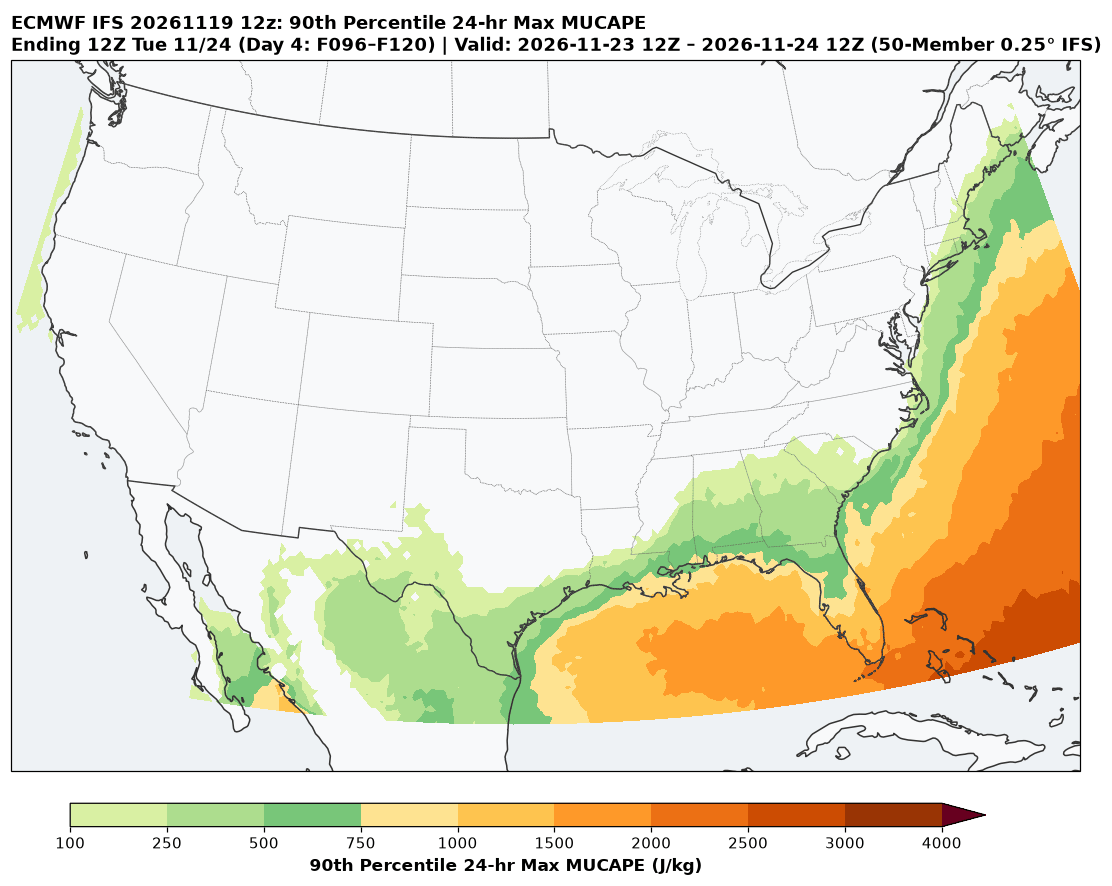 ECMWF IFS 20261119 12z: 90th Percentile 24-hr Max MUCAPE
Ending 12Z Tue 11/24 (Day 4: F096–F120) | Valid: 2026-11-23 12Z – 2026-11-24 12Z (50-Member 0.25° IFS)
100 250 500 750 1000 1500 2000 2500 3000 4000
90th Percentile 24-hr Max MUCAPE (J/kg)